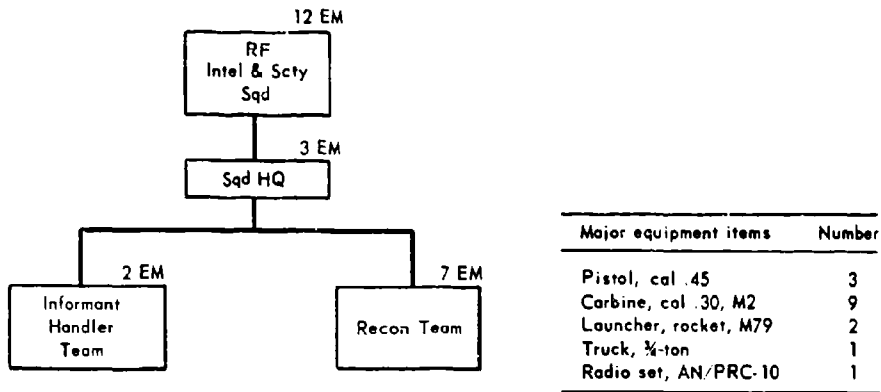 12 EM
RF
Intel & Scty
Sqd
3 EM
Sqd HQ
2 EM
Informant
Handler
Team
7 EM
Recon Team
Major equipment items Number
Pistol, cal .45 3
Carbine, cal .30, M2 9
Launcher, rocket, M79 2
Truck, ¾-ton 1
Radio set, AN/PRC-10 1